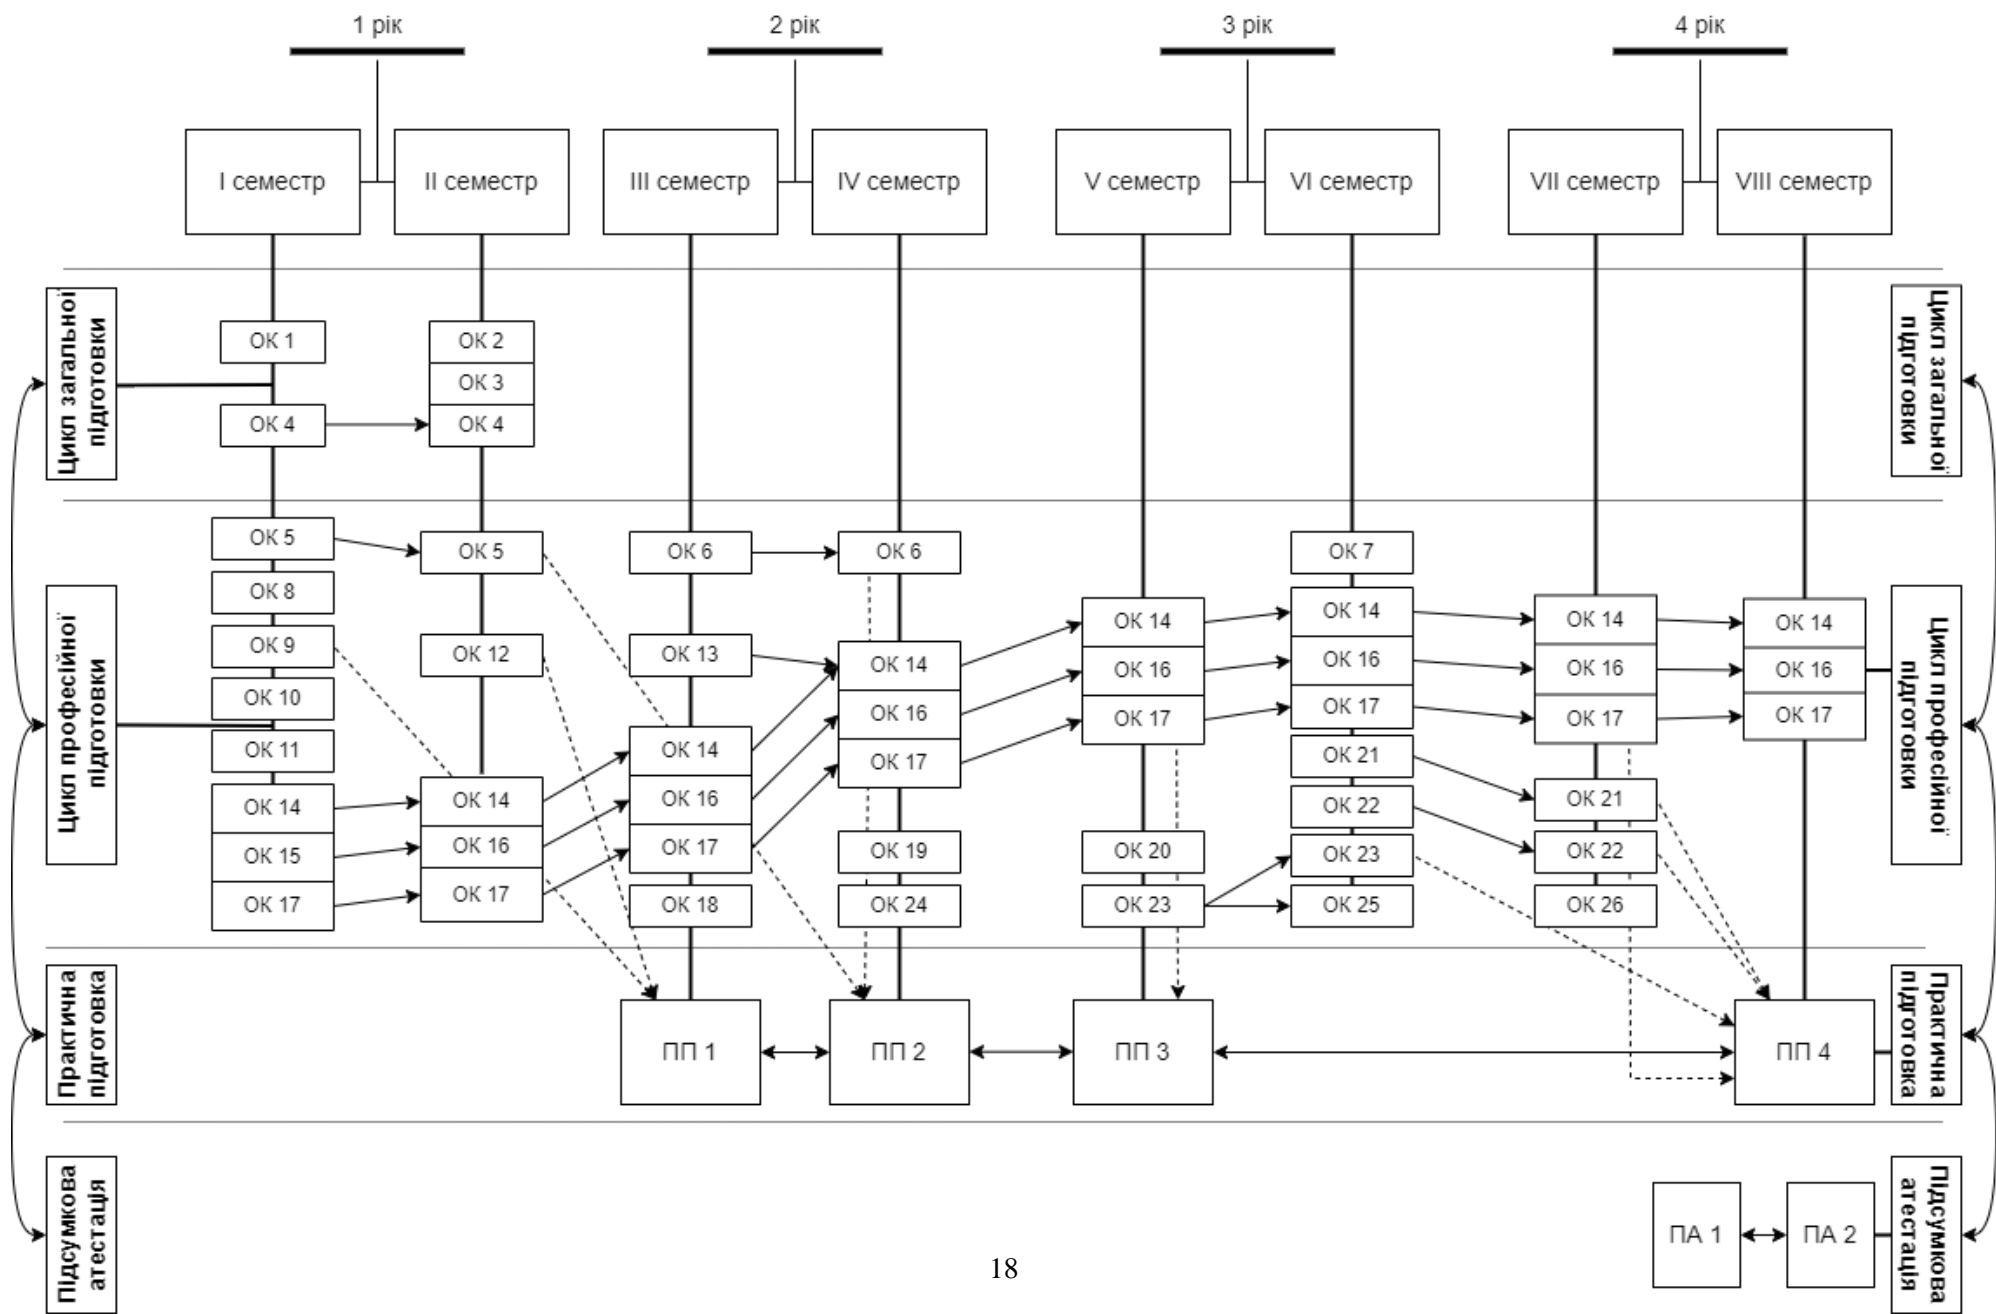 1 рік
2 рік
3 рік
4 рік
I семестр
II семестр
III семестр
IV семестр
V семестр
VI семестр
VII семестр
VIII семестр
Цикл загальної
підготовки
ОК 1
ОК 4
ОК 2
ОК 3
ОК 4
Цикл загальної
підготовки
Цикл професійної
підготовки
ОК 5
ОК 8
ОК 9
ОК 10
ОК 11
ОК 14
ОК 15
ОК 17
ОК 5
ОК 12
ОК 14
ОК 16
ОК 17
ОК 6
ОК 13
ОК 14
ОК 16
ОК 17
ОК 18
ОК 6
ОК 14
ОК 16
ОК 17
ОК 19
ОК 24
ОК 14
ОК 16
ОК 17
ОК 20
ОК 23
ОК 7
ОК 14
ОК 16
ОК 17
ОК 21
ОК 22
ОК 23
ОК 25
ОК 14
ОК 16
ОК 17
ОК 21
ОК 22
ОК 26
ОК 14
ОК 16
ОК 17
Цикл професійної
підготовки
Практична
підготовка
ПП 1
ПП 2
ПП 3
ПП 4
Практична
підготовка
Підсумкова
атестація
ПА 1
ПА 2
Підсумкова
атестація
18